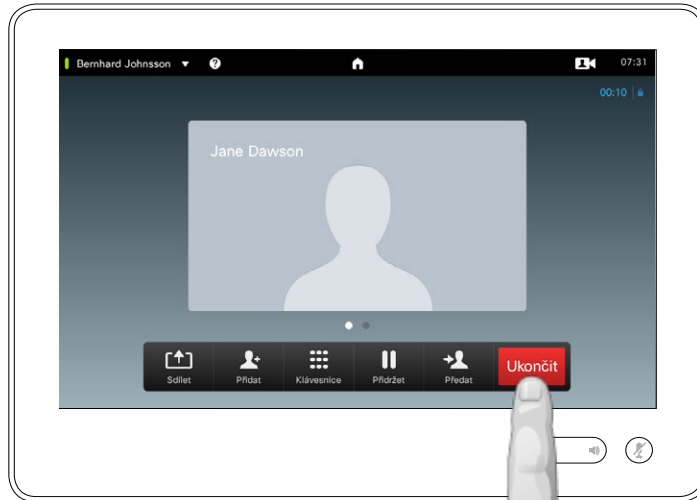 Bernhard Johnsson ? 07:31
00:10
Jane Dawson
Sdílet Přidat Klávesnice Přidržet Předat Ukončit